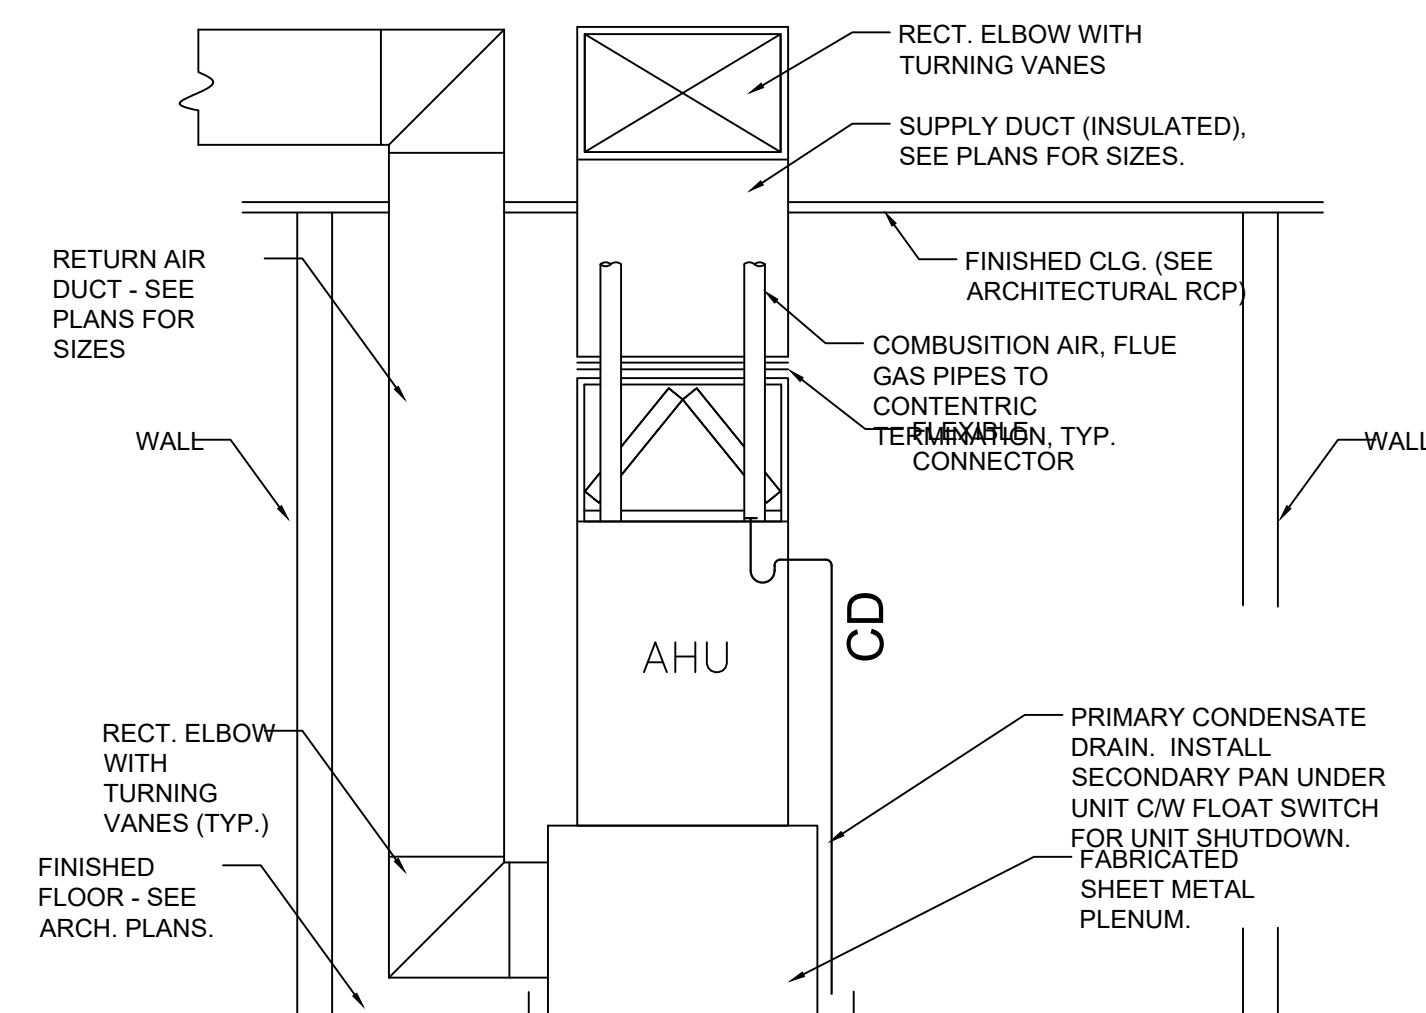 RECT. ELBOW WITH
TURNING VANES
SUPPLY DUCT (INSULATED),
SEE PLANS FOR SIZES.
RETURN AIR
DUCT - SEE
PLANS FOR
SIZES
FINISHED CLG. (SEE
ARCHITECTURAL RCP)
COMBUSITION AIR, FLUE
GAS PIPES TO
CONTENTRIC
TERMINATION, TYP.
FLEXIBLE
CONNECTOR
WALL
WALL
CD
AHU
RECT. ELBOW
WITH
TURNING
VANES (TYP.)
PRIMARY CONDENSATE
DRAIN.  INSTALL
SECONDARY PAN UNDER
UNIT C/W FLOAT SWITCH
FOR UNIT SHUTDOWN.
FINISHED
FLOOR - SEE
ARCH. PLANS.
FABRICATED
SHEET METAL
PLENUM.